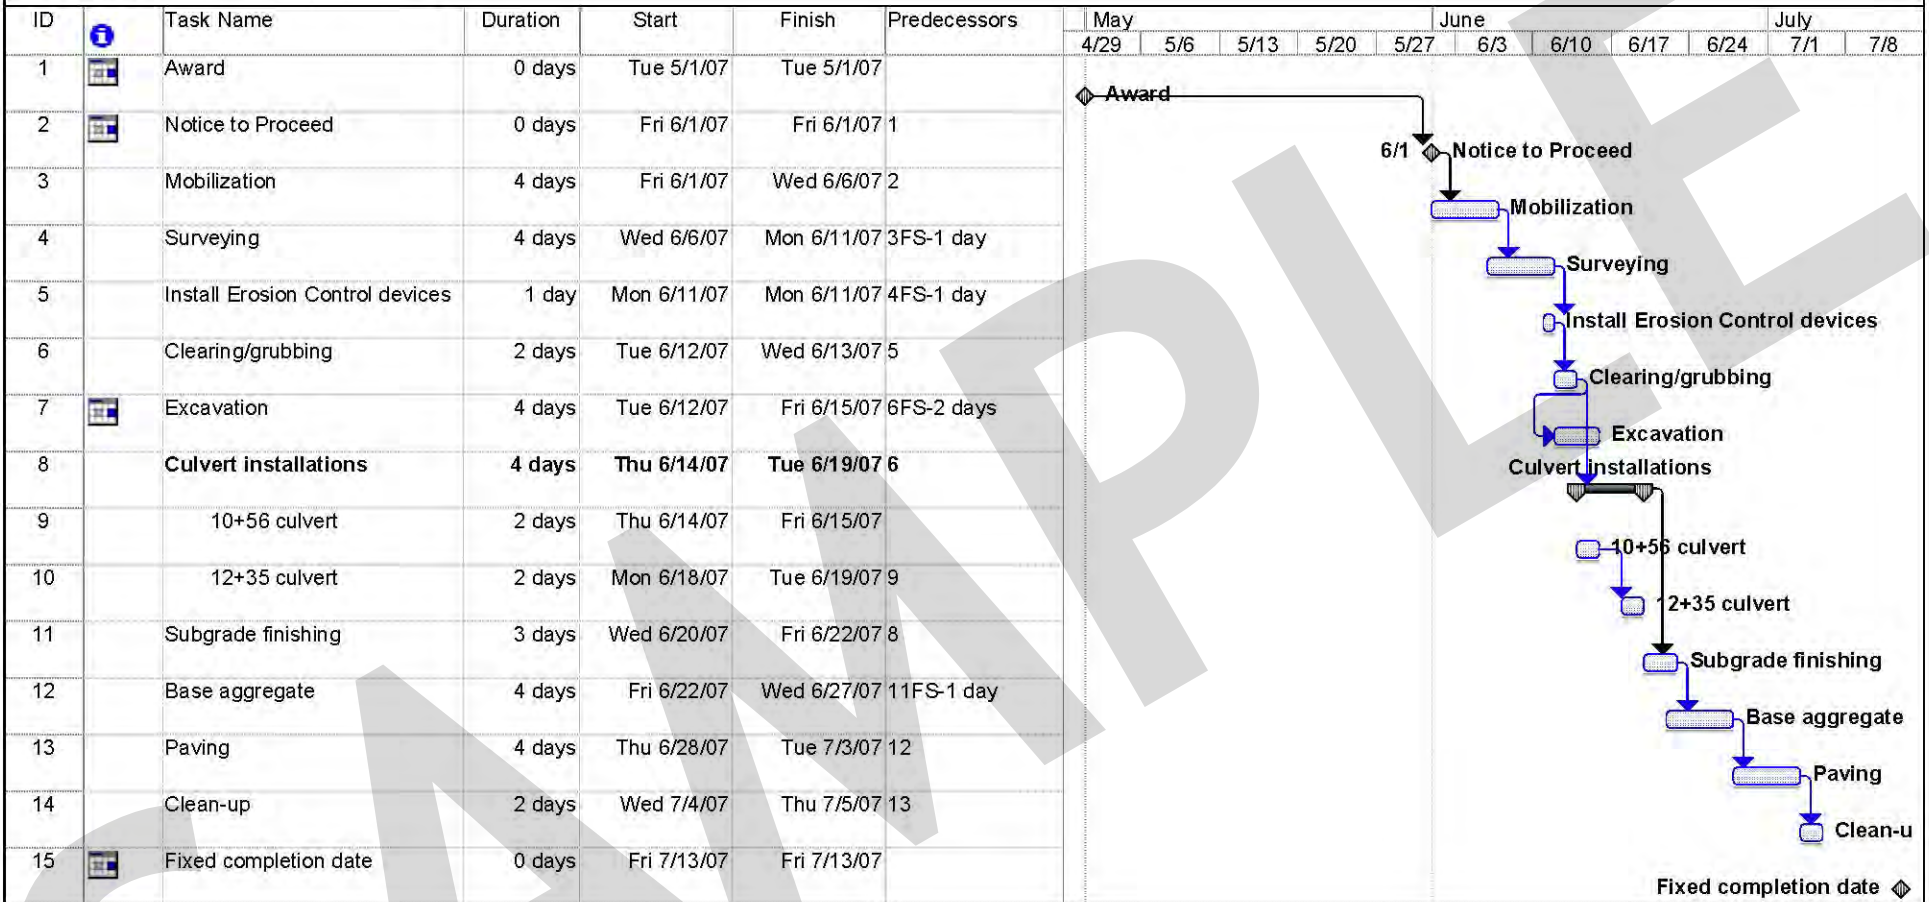 ID Task Name Duration Start Finish Predecessors May June July
4/29 5/6 5/13 5/20 5/27 6/3 6/10 6/17 6/24 7/1 7/8
1 Award 0 days Tue 5/1/07 Tue 5/1/07
Award
2 Notice to Proceed 0 days Fri 6/1/07 Fri 6/1/07 1
6/1 Notice to Proceed
3 Mobilization 4 days Fri 6/1/07 Wed 6/6/07 2
Mobilization
4 Surveying 4 days Wed 6/6/07 Mon 6/11/07 3FS-1 day
Surveying
5 Install Erosion Control devices 1 day Mon 6/11/07 Mon 6/11/07 4FS-1 day
Install Erosion Control devices
6 Clearing/grubbing 2 days Tue 6/12/07 Wed 6/13/07 5
Clearing/grubbing
7 Excavation 4 days Tue 6/12/07 Fri 6/15/07 6FS-2 days
Excavation
8 Culvert installations 4 days Thu 6/14/07 Tue 6/19/07 6
Culvert installations
9 10+56 culvert 2 days Thu 6/14/07 Fri 6/15/07
10+56 culvert
10 12+35 culvert 2 days Mon 6/18/07 Tue 6/19/07 9
12+35 culvert
11 Subgrade finishing 3 days Wed 6/20/07 Fri 6/22/07 8
Subgrade finishing
12 Base aggregate 4 days Fri 6/22/07 Wed 6/27/07 11FS-1 day
Base aggregate
13 Paving 4 days Thu 6/28/07 Tue 7/3/07 12
Paving
14 Clean-up 2 days Wed 7/4/07 Thu 7/5/07 13
Clean-u
15 Fixed completion date 0 days Fri 7/13/07 Fri 7/13/07
Fixed completion date
SAMPLE